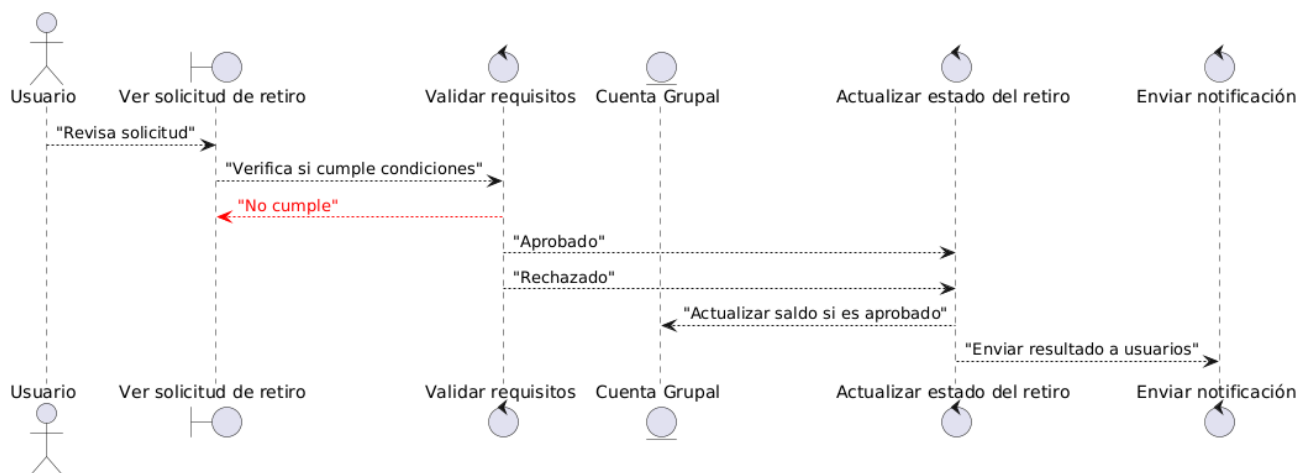 Usuario
Ver solicitud de retiro
Validar requisitos
Cuenta Grupal
Actualizar estado del retiro
Enviar notificación
"Revisa solicitud"
"Verifica si cumple condiciones"
"No cumple"
"Aprobado"
"Rechazado"
"Actualizar saldo si es aprobado"
"Enviar resultado a usuarios"
Usuario
Ver solicitud de retiro
Validar requisitos
Cuenta Grupal
Actualizar estado del retiro
Enviar notificación